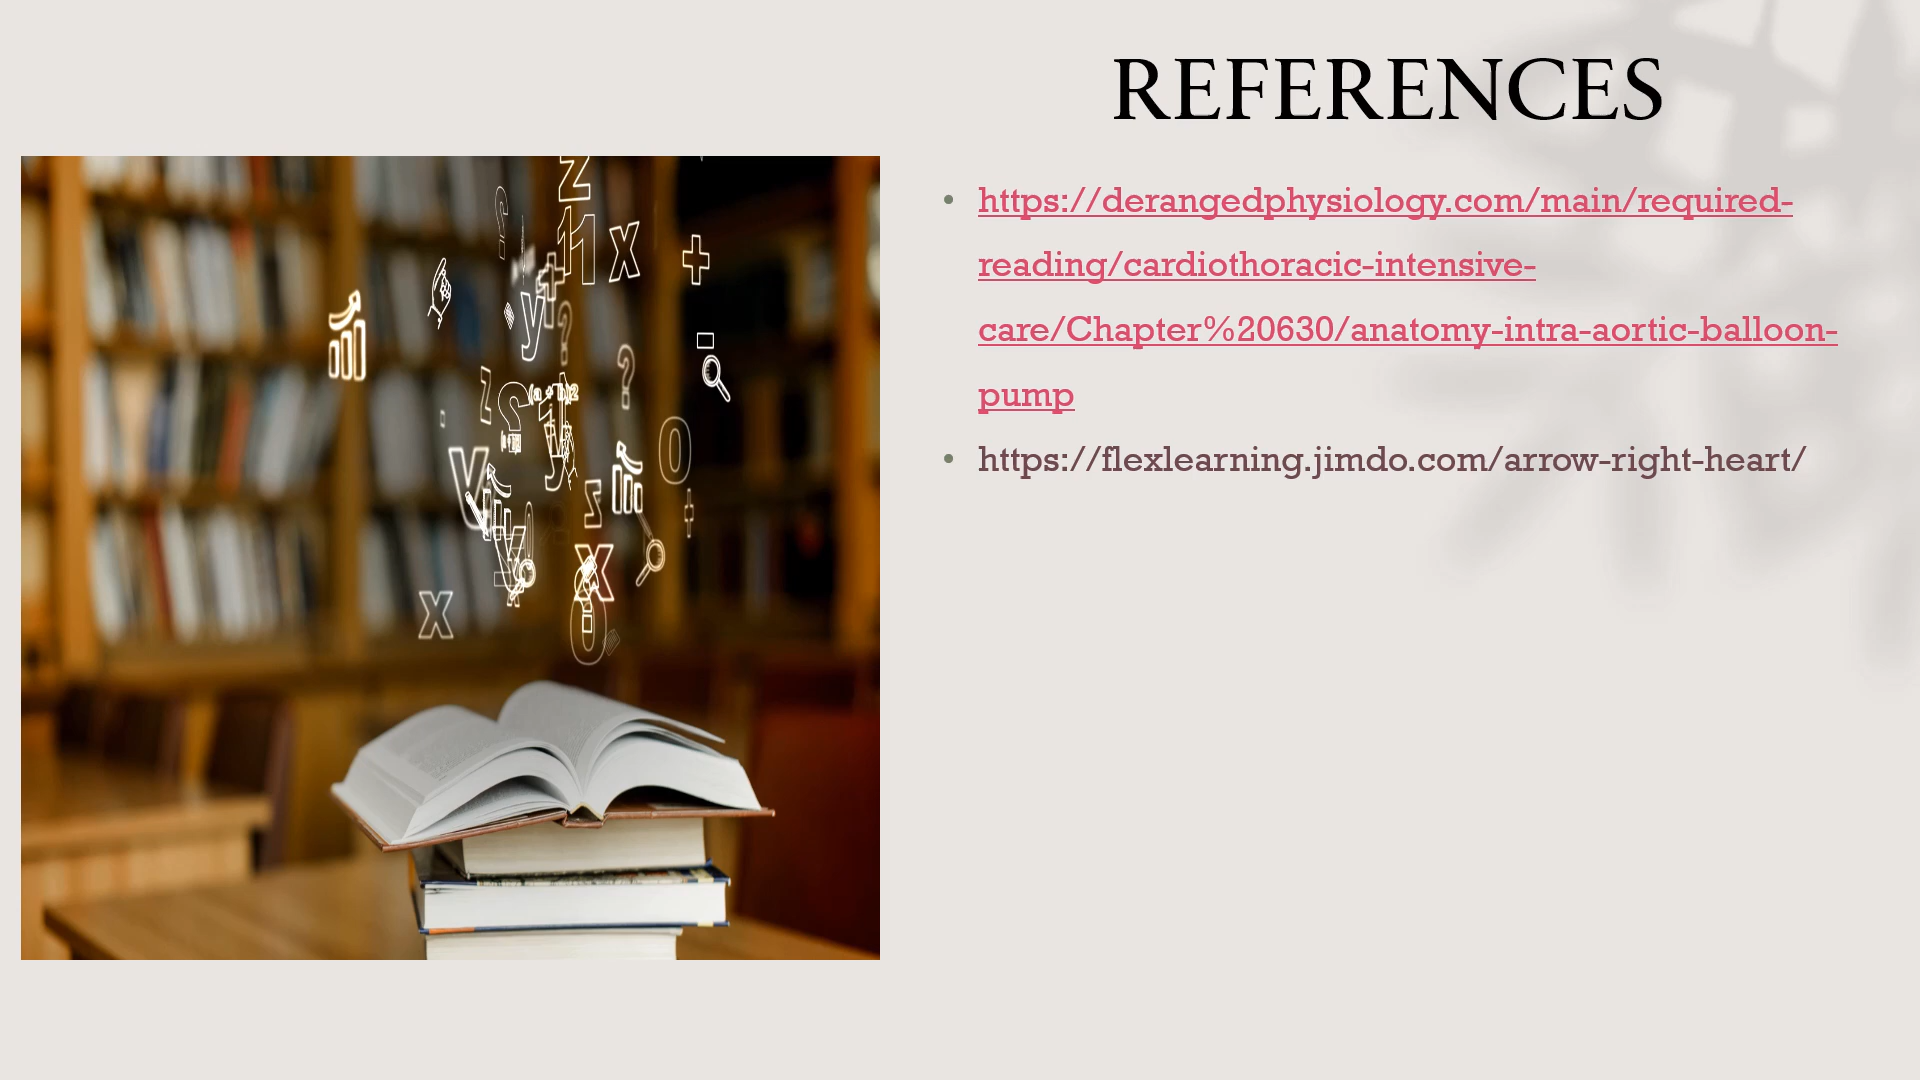 REFERENCES
• https://derangedphysiology.com/main/required-
reading/cardiothoracic-intensive-
care/Chapter%20630/anatomy-intra-aortic-balloon-
pump
• https://flexlearning.jimdo.com/arrow-right-heart/